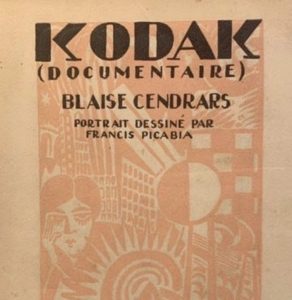 KODAK
(DOCUMENTAIRE)
BLAISE CENDRARS
PORTRAIT DESSINÉ PAR
FRANCIS PICABIA